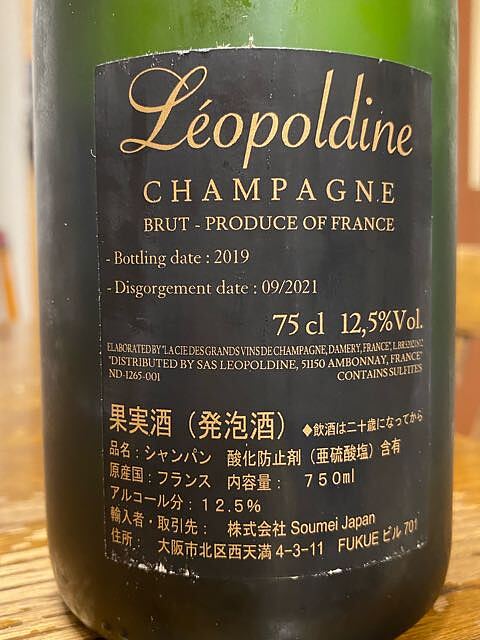 Léopoldine
CHAMPAGNE
BRUT - PRODUCE OF FRANCE
- Bottling date : 2019
- Disgorgement date : 09/2021
75 cl 12,5%Vol.
ELABORATED BY "LA CIE DES GRANDS VINS DE CHAMPAGNE, DAMERY, FRANCE",
"DISTRIBUTED BY SAS LEOPOLDINE, 51150 AMBONNAY, FRANCE"
ND-1265-001 CONTAINS SULFITES
果実酒（発泡酒） ◆飲酒は二十歳になってから
品名：シャンパン 酸化防止剤（亜硫酸塩）含有
原産国：フランス 内容量： 750ml
アルコール分：12.5%
輸入者・取引先： 株式会社 Soumei Japan
住所： 大阪市北区西天満 4-3-11 FUKUE ビル 701